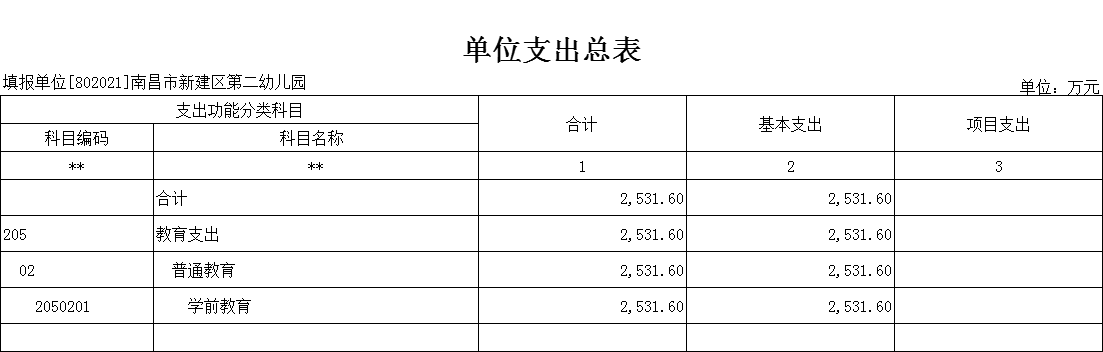 单位支出总表
填报单位[802021]南昌市新建区第二幼儿园
单位：万元
支出功能分类科目 合计 基本支出 项目支出
科目编码 科目名称
** ** 1 2 3
合计 2,531.60 2,531.60
205 教育支出 2,531.60 2,531.60
02 普通教育 2,531.60 2,531.60
2050201 学前教育 2,531.60 2,531.60